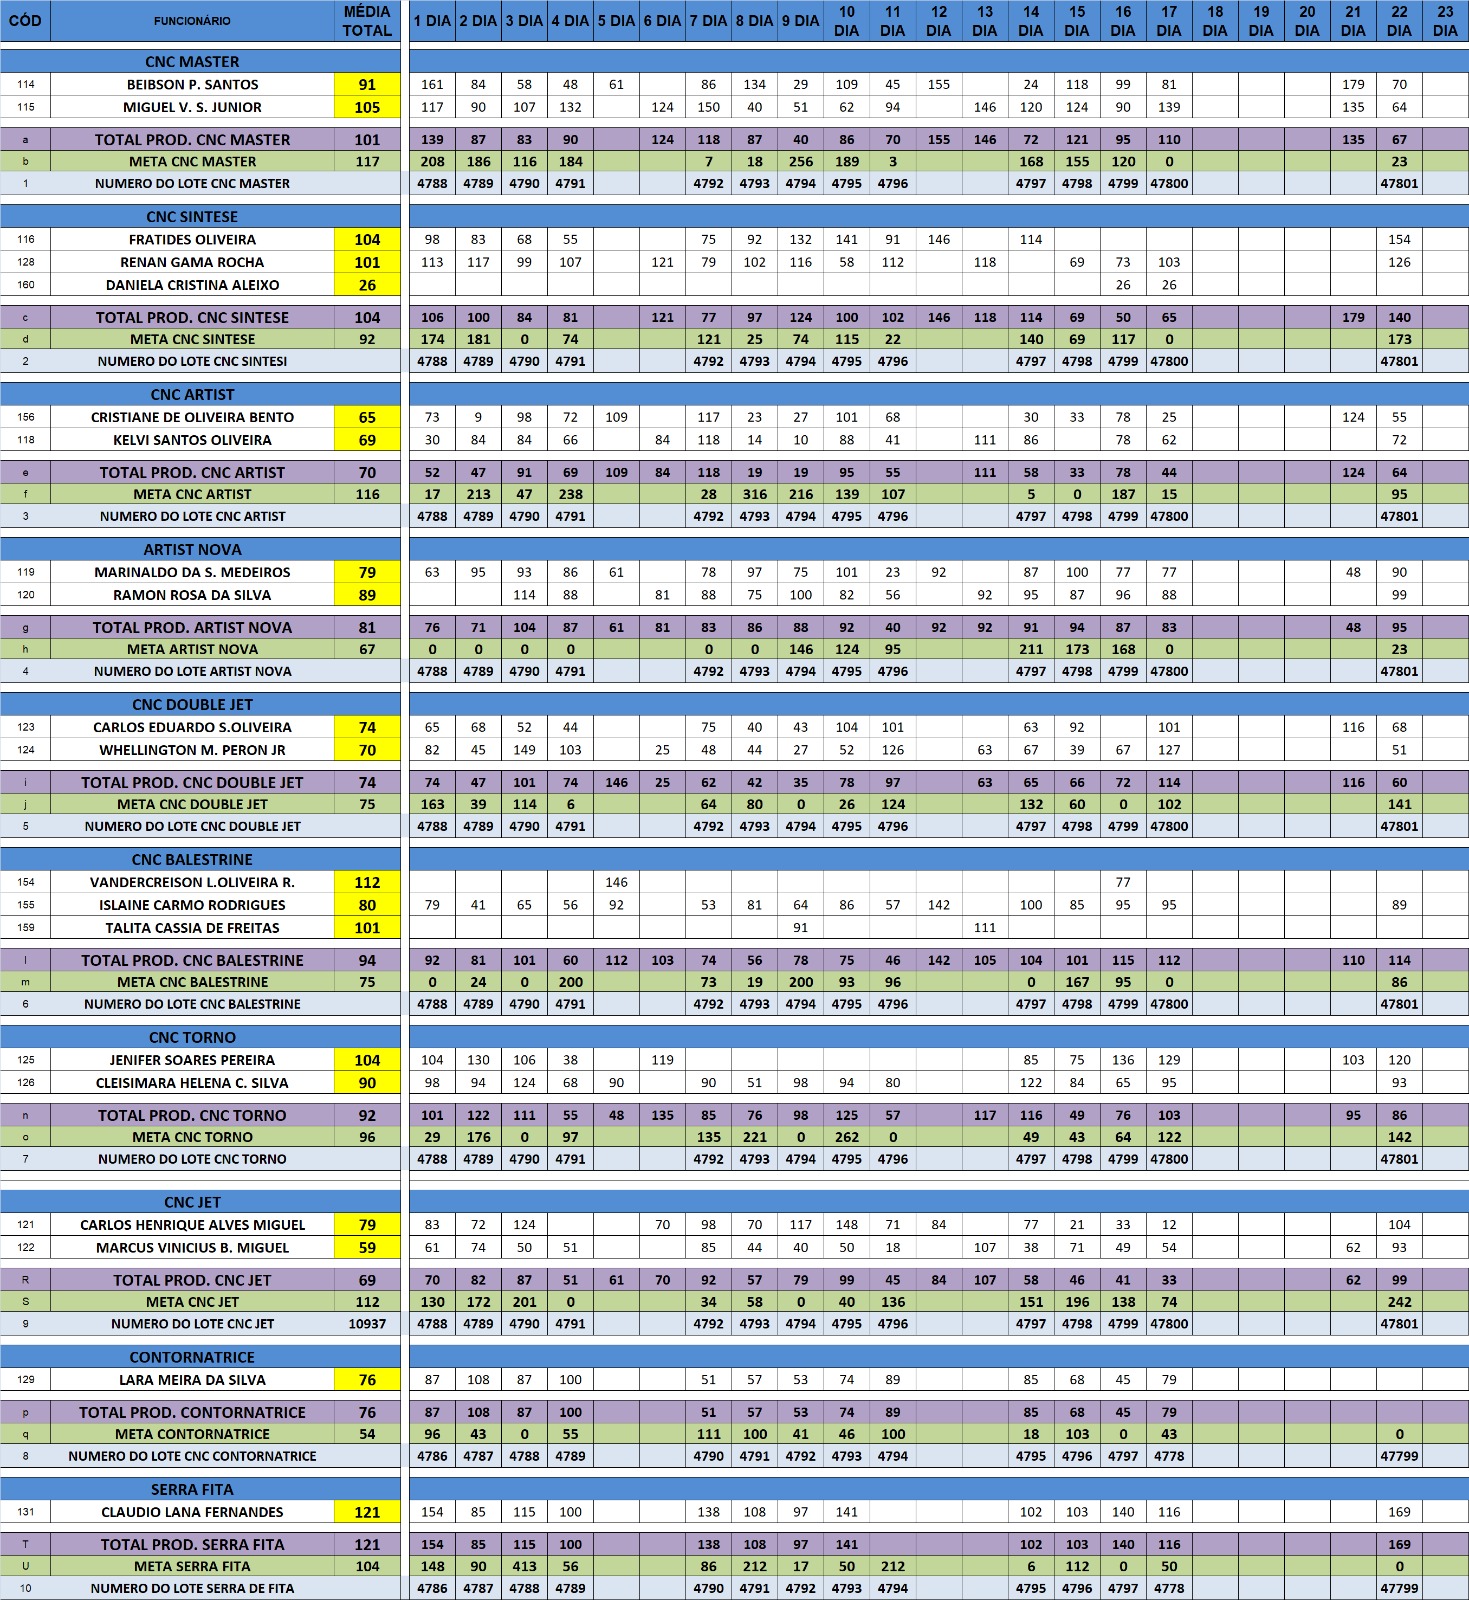 CÓD FUNCIONÁRIO MÉDIA TOTAL 1 DIA 2 DIA 3 DIA 4 DIA 5 DIA 6 DIA 7 DIA 8 DIA 9 DIA 10 DIA 11 DIA 12 DIA 13 DIA 14 DIA 15 DIA 16 DIA 17 DIA 18 DIA 19 DIA 20 DIA 21 DIA 22 DIA 23 DIA
CNC MASTER
114 BEIBSON P. SANTOS 91 161 84 58 48 61 86 134 29 109 45 155 24 118 99 81 179 70
115 MIGUEL V. S. JUNIOR 105 117 90 107 132 124 150 40 51 62 94 146 120 124 90 139 135 64
a TOTAL PROD. CNC MASTER 101 139 87 83 90 124 118 87 40 86 70 155 146 72 121 95 110 135 67
b META CNC MASTER 117 208 186 116 184 7 18 256 189 3 168 155 120 0 23
1 NUMERO DO LOTE CNC MASTER 4788 4789 4790 4791 4792 4793 4794 4795 4796 4797 4798 4799 47800 47801
CNC SINTESE
116 FRATIDES OLIVEIRA 104 98 83 68 55 75 92 132 141 91 146 114 154
128 RENAN GAMA ROCHA 101 113 117 99 107 121 79 102 116 58 112 118 69 73 103 126
160 DANIELA CRISTINA ALEIXO 26 26 26
c TOTAL PROD. CNC SINTESE 104 106 100 84 81 121 77 97 124 100 102 146 118 114 69 50 65 179 140
d META CNC SINTESE 92 174 181 0 74 121 25 74 115 22 140 69 117 0 173
2 NUMERO DO LOTE CNC SINTESI 4788 4789 4790 4791 4792 4793 4794 4795 4796 4797 4798 4799 47800 47801
CNC ARTIST
156 CRISTIANE DE OLIVEIRA BENTO 65 73 9 98 72 109 117 23 27 101 68 30 33 78 25 124 55
118 KELVI SANTOS OLIVEIRA 69 30 84 84 66 84 118 14 10 88 41 111 86 78 62 72
e TOTAL PROD. CNC ARTIST 70 52 47 91 69 109 84 118 19 19 95 55 111 58 33 78 44 124 64
f META CNC ARTIST 116 17 213 47 238 28 316 216 139 107 5 0 187 15 95
3 NUMERO DO LOTE CNC ARTIST 4788 4789 4790 4791 4792 4793 4794 4795 4796 4797 4798 4799 47800 47801
ARTIST NOVA
119 MARINALDO DA S. MEDEIROS 79 63 95 93 86 61 78 97 75 101 23 92 87 100 77 77 48 90
120 RAMON ROSA DA SILVA 89 114 88 81 88 75 100 82 56 92 95 87 96 88 99
g TOTAL PROD. ARTIST NOVA 81 76 71 104 87 61 81 83 86 88 92 40 92 92 91 94 87 83 48 95
h META ARTIST NOVA 67 0 0 0 0 0 0 146 124 95 211 173 168 0 23
4 NUMERO DO LOTE ARTIST NOVA 4788 4789 4790 4791 4792 4793 4794 4795 4796 4797 4798 4799 47800 47801
CNC DOUBLE JET
123 CARLOS EDUARDO S.OLIVEIRA 74 65 68 52 44 75 40 43 104 101 63 92 101 116 68
124 WHELLINGTON M. PERON JR 70 82 45 149 103 25 48 44 27 52 126 63 67 39 67 127 51
i TOTAL PROD. CNC DOUBLE JET 74 74 47 101 74 146 25 62 42 35 78 97 63 65 66 72 114 116 60
j META CNC DOUBLE JET 75 163 39 114 6 64 80 0 26 124 132 60 0 102 141
5 NUMERO DO LOTE CNC DOUBLE JET 4788 4789 4790 4791 4792 4793 4794 4795 4796 4797 4798 4799 47800 47801
CNC BALESTRINE
154 VANDERCREISON L.OLIVEIRA R. 112 146 77
155 ISLAINE CARMO RODRIGUES 80 79 41 65 56 92 53 81 64 86 57 142 100 85 95 95 89
159 TALITA CASSIA DE FREITAS 101 91 111
l TOTAL PROD. CNC BALESTRINE 94 92 81 101 60 112 103 74 56 78 75 46 142 105 104 101 115 112 110 114
m META CNC BALESTRINE 75 0 24 0 200 73 19 200 93 96 0 167 95 0 86
6 NUMERO DO LOTE CNC BALESTRINE 4788 4789 4790 4791 4792 4793 4794 4795 4796 4797 4798 4799 47800 47801
CNC TORNO
125 JENIFER SOARES PEREIRA 104 104 130 106 38 119 85 75 136 129 103 120
126 CLEISIMARA HELENA C. SILVA 90 98 94 124 68 90 90 51 98 94 80 122 84 65 95 93
n TOTAL PROD. CNC TORNO 92 101 122 111 55 48 135 85 76 98 125 57 117 116 49 76 103 95 86
o META CNC TORNO 96 29 176 0 97 135 221 0 262 0 49 43 64 122 142
7 NUMERO DO LOTE CNC TORNO 4788 4789 4790 4791 4792 4793 4794 4795 4796 4797 4798 4799 47800 47801
CNC JET
121 CARLOS HENRIQUE ALVES MIGUEL 79 83 72 124 70 98 70 117 148 71 84 77 21 33 12 104
122 MARCUS VINICIUS B. MIGUEL 59 61 74 50 51 85 44 40 50 18 107 38 71 49 54 62 93
R TOTAL PROD. CNC JET 69 70 82 87 51 61 70 92 57 79 99 45 84 107 58 46 41 33 62 99
S META CNC JET 112 130 172 201 0 34 58 0 40 136 151 196 138 74 242
9 NUMERO DO LOTE CNC JET 10937 4788 4789 4790 4791 4792 4793 4794 4795 4796 4797 4798 4799 47800 47801
CONTORNATRICE
129 LARA MEIRA DA SILVA 76 87 108 87 100 51 57 53 74 89 85 68 45 79
p TOTAL PROD. CONTORNATRICE 76 87 108 87 100 51 57 53 74 89 85 68 45 79
q META CONTORNATRICE 54 96 43 0 55 111 100 41 46 100 18 103 0 43 0
8 NUMERO DO LOTE CNC CONTORNATRICE 4786 4787 4788 4789 4790 4791 4792 4793 4794 4795 4796 4797 4778 47799
SERRA FITA
131 CLAUDIO LANA FERNANDES 121 154 85 115 100 138 108 97 141 102 103 140 116 169
T TOTAL PROD. SERRA FITA 121 154 85 115 100 138 108 97 141 102 103 140 116 169
U META SERRA FITA 104 148 90 413 56 86 212 17 50 212 6 112 0 50 0
10 NUMERO DO LOTE SERRA DE FITA 4786 4787 4788 4789 4790 4791 4792 4793 4794 4795 4796 4797 4778 47799